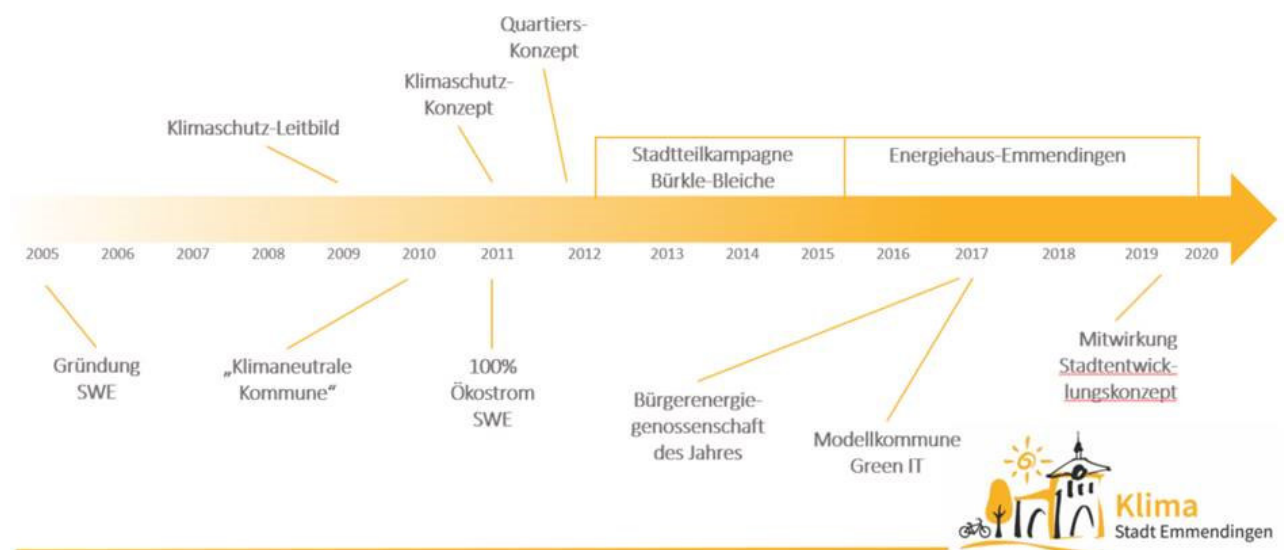 Quartiers-
Konzept
Klimaschutz-
Konzept
Klimaschutz-Leitbild
Stadtteilkampagne
Bürkle-Bleiche
Energiehaus-Emmendingen
2005 2006 2007 2008 2009 2010 2011 2012 2013 2014 2015 2016 2017 2018 2019 2020
Gründung
SWE
„Klimaneutrale
Kommune“
100%
Ökostrom
SWE
Bürgerenergie-
genossenschaft
des Jahres
Modellkommune
Green IT
Mitwirkung
Stadtentwick-
lungskonzept
Klima
Stadt Emmendingen